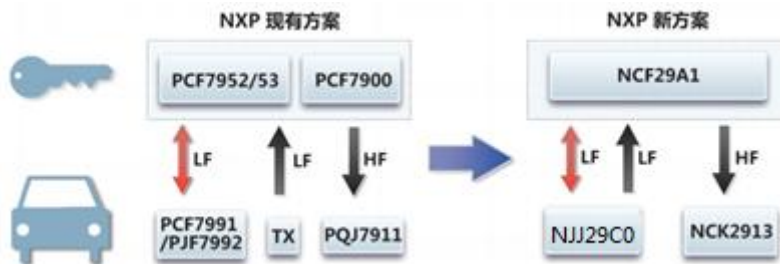 NXP 现有方案
NXP 新方案
PCF7952/53
PCF7900
NCF29A1
LF
LF
HF
LF
LF
HF
PCF7991
/PJF7992
TX
PQJ7911
NJJ29C0
NCK2913